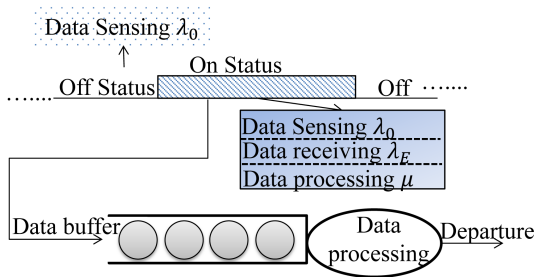 Data Sensing λ₀
On Status
Off Status
Off
Data Sensing λ₀
Data receiving λ_E
Data processing μ
Data buffer
Data
processing
Departure